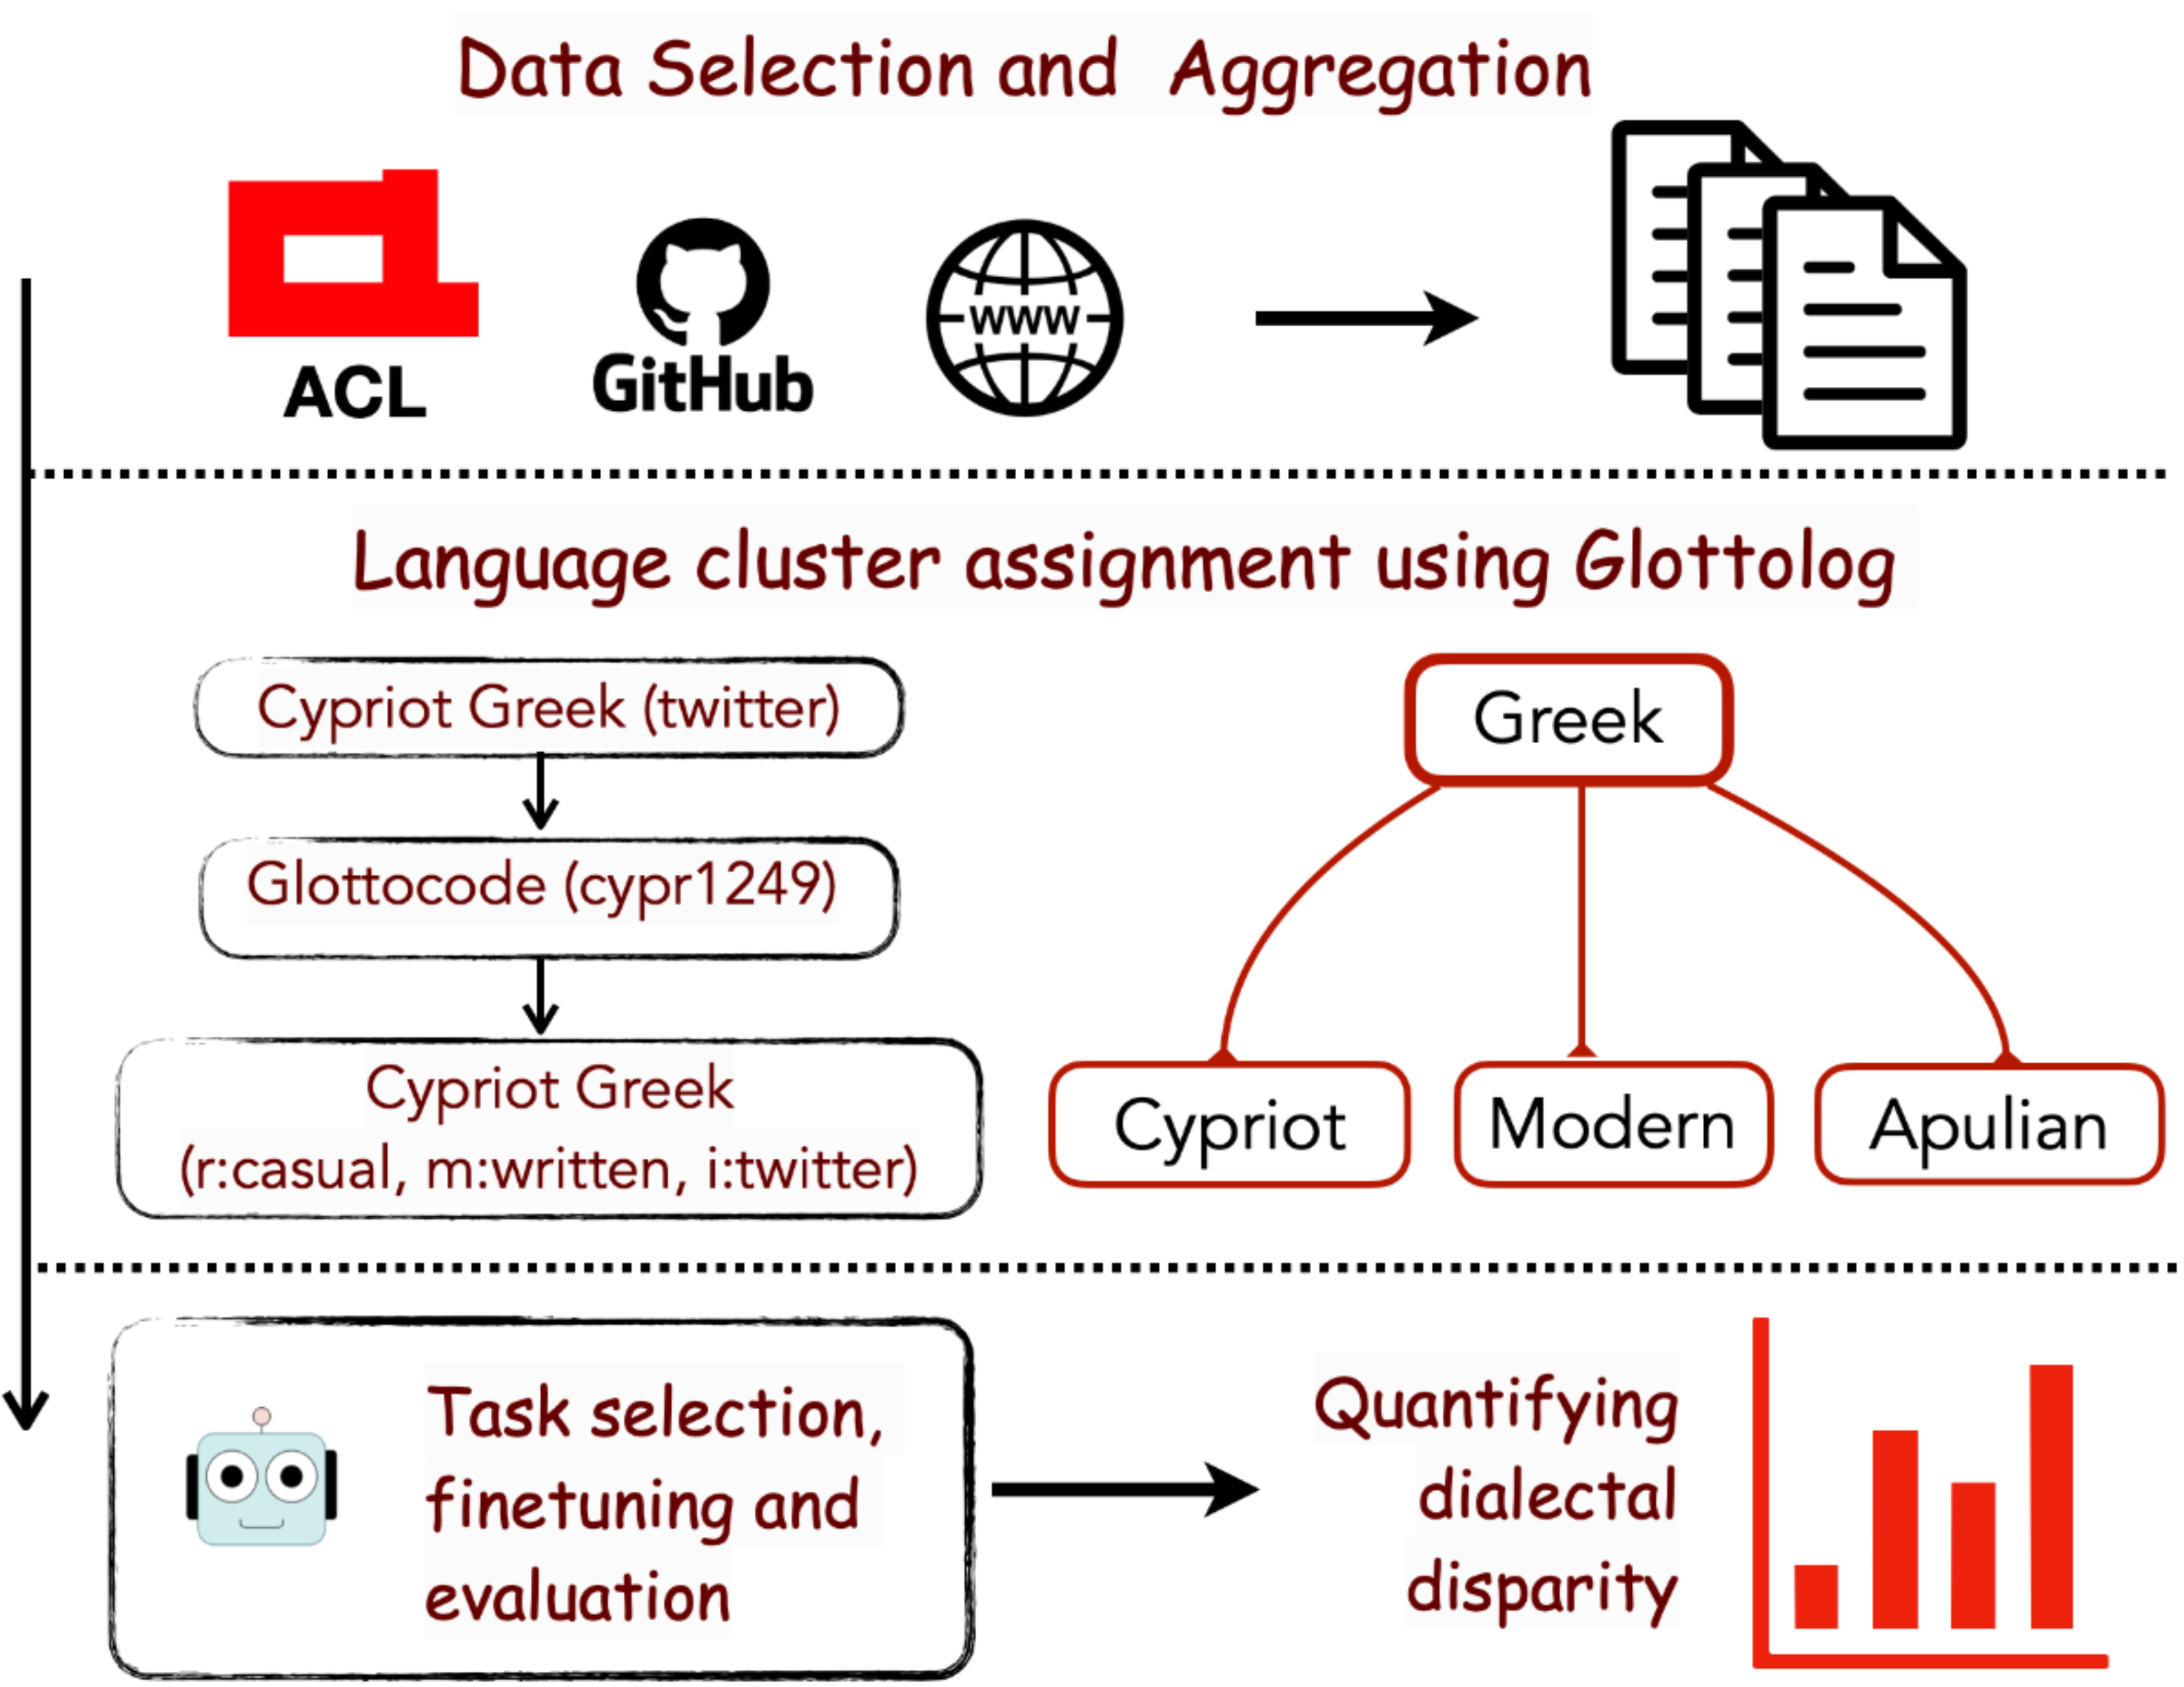 Data Selection and Aggregation
ACL
GitHub
WWW
Language cluster assignment using Glottolog
Cypriot Greek (twitter)
Glottocode (cypr1249)
Cypriot Greek
(r:casual, m:written, i:twitter)
Greek
Cypriot
Modern
Apulian
Task selection,
finetuning and
evaluation
Quantifying
dialectal
disparity